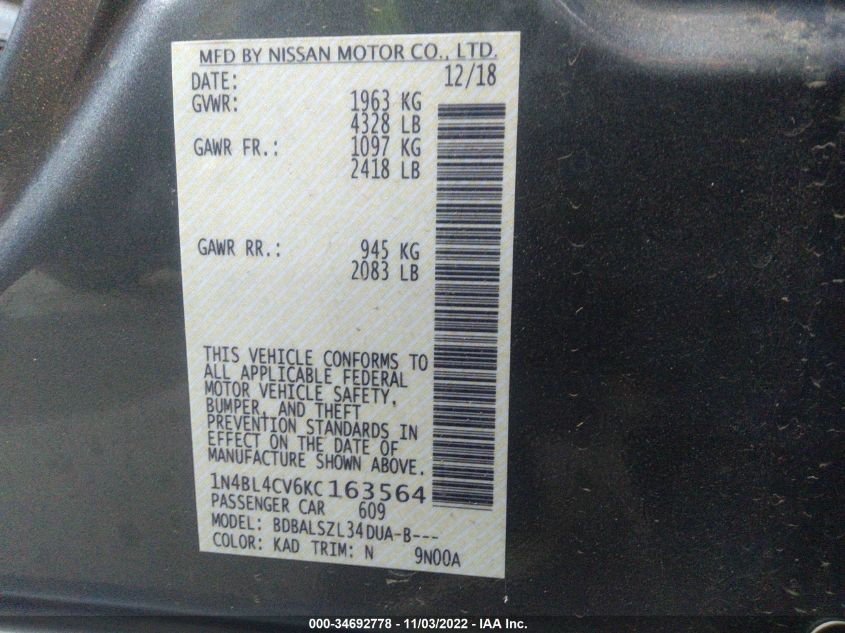 MFD BY NISSAN MOTOR CO., LTD.
DATE: 12/18
GVWR: 1963 KG
4328 LB
GAWR FR.: 1097 KG
2418 LB
GAWR RR.: 945 KG
2083 LB
THIS VEHICLE CONFORMS TO
ALL APPLICABLE FEDERAL
MOTOR VEHICLE SAFETY,
BUMPER, AND THEFT
PREVENTION STANDARDS IN
EFFECT ON THE DATE OF
MANUFACTURE SHOWN ABOVE.
1N4BL4CV6KC163564
PASSENGER CAR 609
MODEL: BDBALSZL34DUA-B---
COLOR: KAD TRIM: N 9N00A
000-34692778 - 11/03/2022 - IAA Inc.